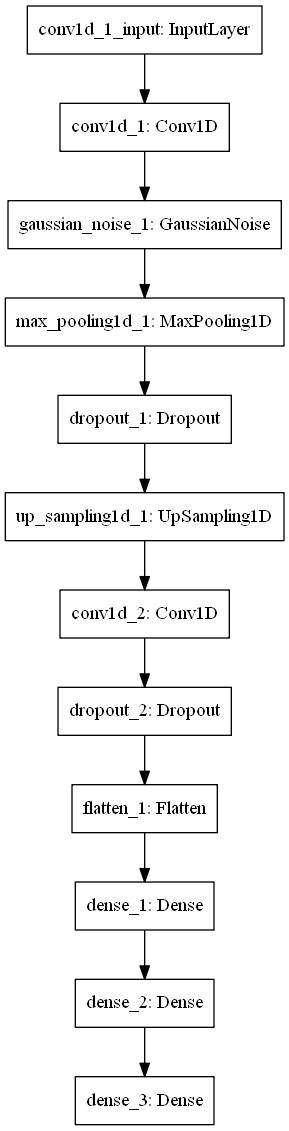 conv1d_1_input: InputLayer
conv1d_1: Conv1D
gaussian_noise_1: GaussianNoise
max_pooling1d_1: MaxPooling1D
dropout_1: Dropout
up_sampling1d_1: UpSampling1D
conv1d_2: Conv1D
dropout_2: Dropout
flatten_1: Flatten
dense_1: Dense
dense_2: Dense
dense_3: Dense